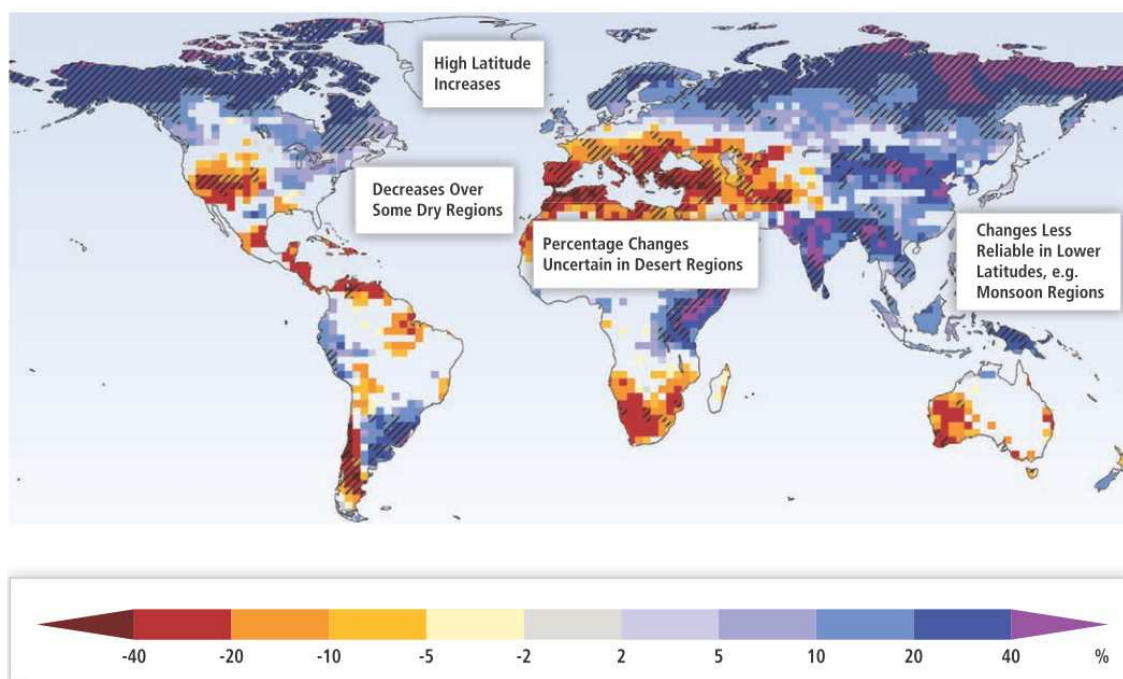 High Latitude
Increases
Decreases Over
Some Dry Regions
Percentage Changes
Uncertain in Desert Regions
Changes Less
Reliable in Lower
Latitudes, e.g.
Monsoon Regions
-40 -20 -10 -5 -2 2 5 10 20 40 %